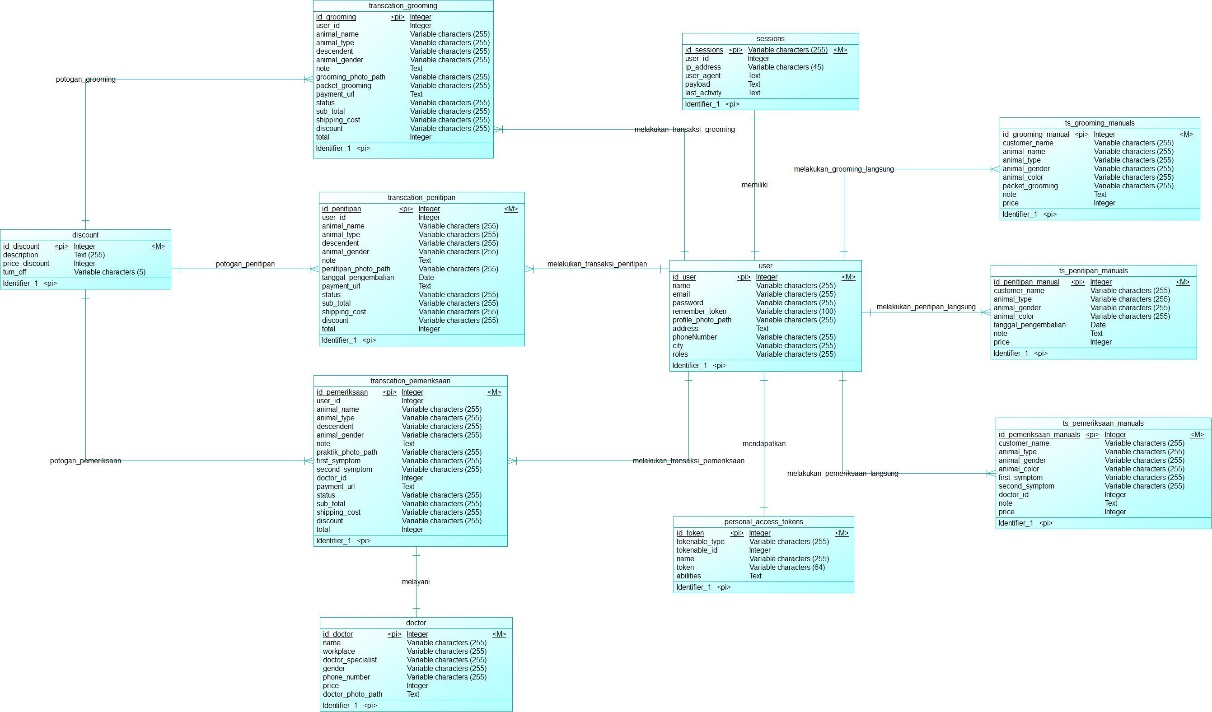 transcation_grooming
id_grooming <pi> Integer
user_id Integer
animal_name Variable characters (255)
animal_type Variable characters (255)
descendent Variable characters (255)
animal_gender Variable characters (255)
note Text
grooming_photo_path Variable characters (255)
packet_grooming Variable characters (255)
payment_url Text
status Variable characters (255)
sub_total Variable characters (255)
shipping_cost Variable characters (255)
discount Variable characters (255)
total Integer
Identifier_1 <pi>
sessions
id_sessions <pi> Variable characters (255) <M>
user_id Integer
ip_address Variable characters (45)
user_agent Text
payload Text
last_activity Text
Identifier_1 <pi>
potogan_grooming
melakukan_transaksi_grooming
memiliki
melakukan_grooming_langsung
ts_grooming_manuals
id_grooming_manual <pi> Integer <M>
customer_name Variable characters (255)
animal_name Variable characters (255)
animal_type Variable characters (255)
animal_gender Variable characters (255)
animal_color Variable characters (255)
packet_grooming Variable characters (255)
note Text
price Integer
Identifier_1 <pi>
transcation_penitipan
id_penitipan <pi> Integer <M>
user_id Integer
animal_name Variable characters (255)
animal_type Variable characters (255)
descendent Variable characters (255)
animal_gender Variable characters (255)
note Text
penitipan_photo_path Variable characters (255)
tanggal_pengembalian Date
payment_url Text
status Variable characters (255)
sub_total Variable characters (255)
shipping_cost Variable characters (255)
discount Variable characters (255)
total Integer
Identifier_1 <pi>
discount
id_discount <pi> Integer <M>
description Text (255)
price_discount Integer
turn_off Variable characters (5)
Identifier_1 <pi>
potogan_penitipan
melakukan_transaksi_penitipan
user
id_user <pi> Integer <M>
name Variable characters (255)
email Variable characters (255)
password Variable characters (255)
remember_token Variable characters (100)
profile_photo_path Variable characters (255)
address Text
phoneNumber Variable characters (255)
city Variable characters (255)
roles Variable characters (255)
Identifier_1 <pi>
melakukan_penitipan_langsung
ts_penitipan_manuals
id_penitipan_manual <pi> Integer <M>
customer_name Variable characters (255)
animal_type Variable characters (255)
animal_gender Variable characters (255)
animal_color Variable characters (255)
tanggal_pengembalian Date
note Text
price Integer
Identifier_1 <pi>
transcation_pemeriksaan
id_pemeriksaan <pi> Integer <M>
user_id Integer
animal_name Variable characters (255)
animal_type Variable characters (255)
descendent Variable characters (255)
animal_gender Variable characters (255)
note Text
praktik_photo_path Variable characters (255)
first_symptom Variable characters (255)
second_symptom Variable characters (255)
doctor_id Integer
payment_url Text
status Variable characters (255)
sub_total Variable characters (255)
shipping_cost Variable characters (255)
discount Variable characters (255)
total Integer
Identifier_1 <pi>
potogan_pemeriksaan
melakukan_transaksi_pemeriksaan
mendapatkan
melakukan_pemeriksaan_langsung
ts_pemeriksaan_manuals
id_pemeriksaan_manuals <pi> Integer <M>
customer_name Variable characters (255)
animal_type Variable characters (255)
animal_gender Variable characters (255)
animal_color Variable characters (255)
first_symptom Variable characters (255)
second_symptom Variable characters (255)
doctor_id Integer
note Text
price Integer
Identifier_1 <pi>
personal_access_tokens
id_token <pi> Integer <M>
tokenable_type Variable characters (255)
tokenable_id Integer
name Variable characters (255)
token Variable characters (64)
abilities Text
Identifier_1 <pi>
melayani
doctor
id_doctor <pi> Integer <M>
name Variable characters (255)
workplace Variable characters (255)
doctor_specialist Variable characters (255)
gender Variable characters (255)
phone_number Variable characters (255)
price Integer
doctor_photo_path Text
Identifier_1 <pi>